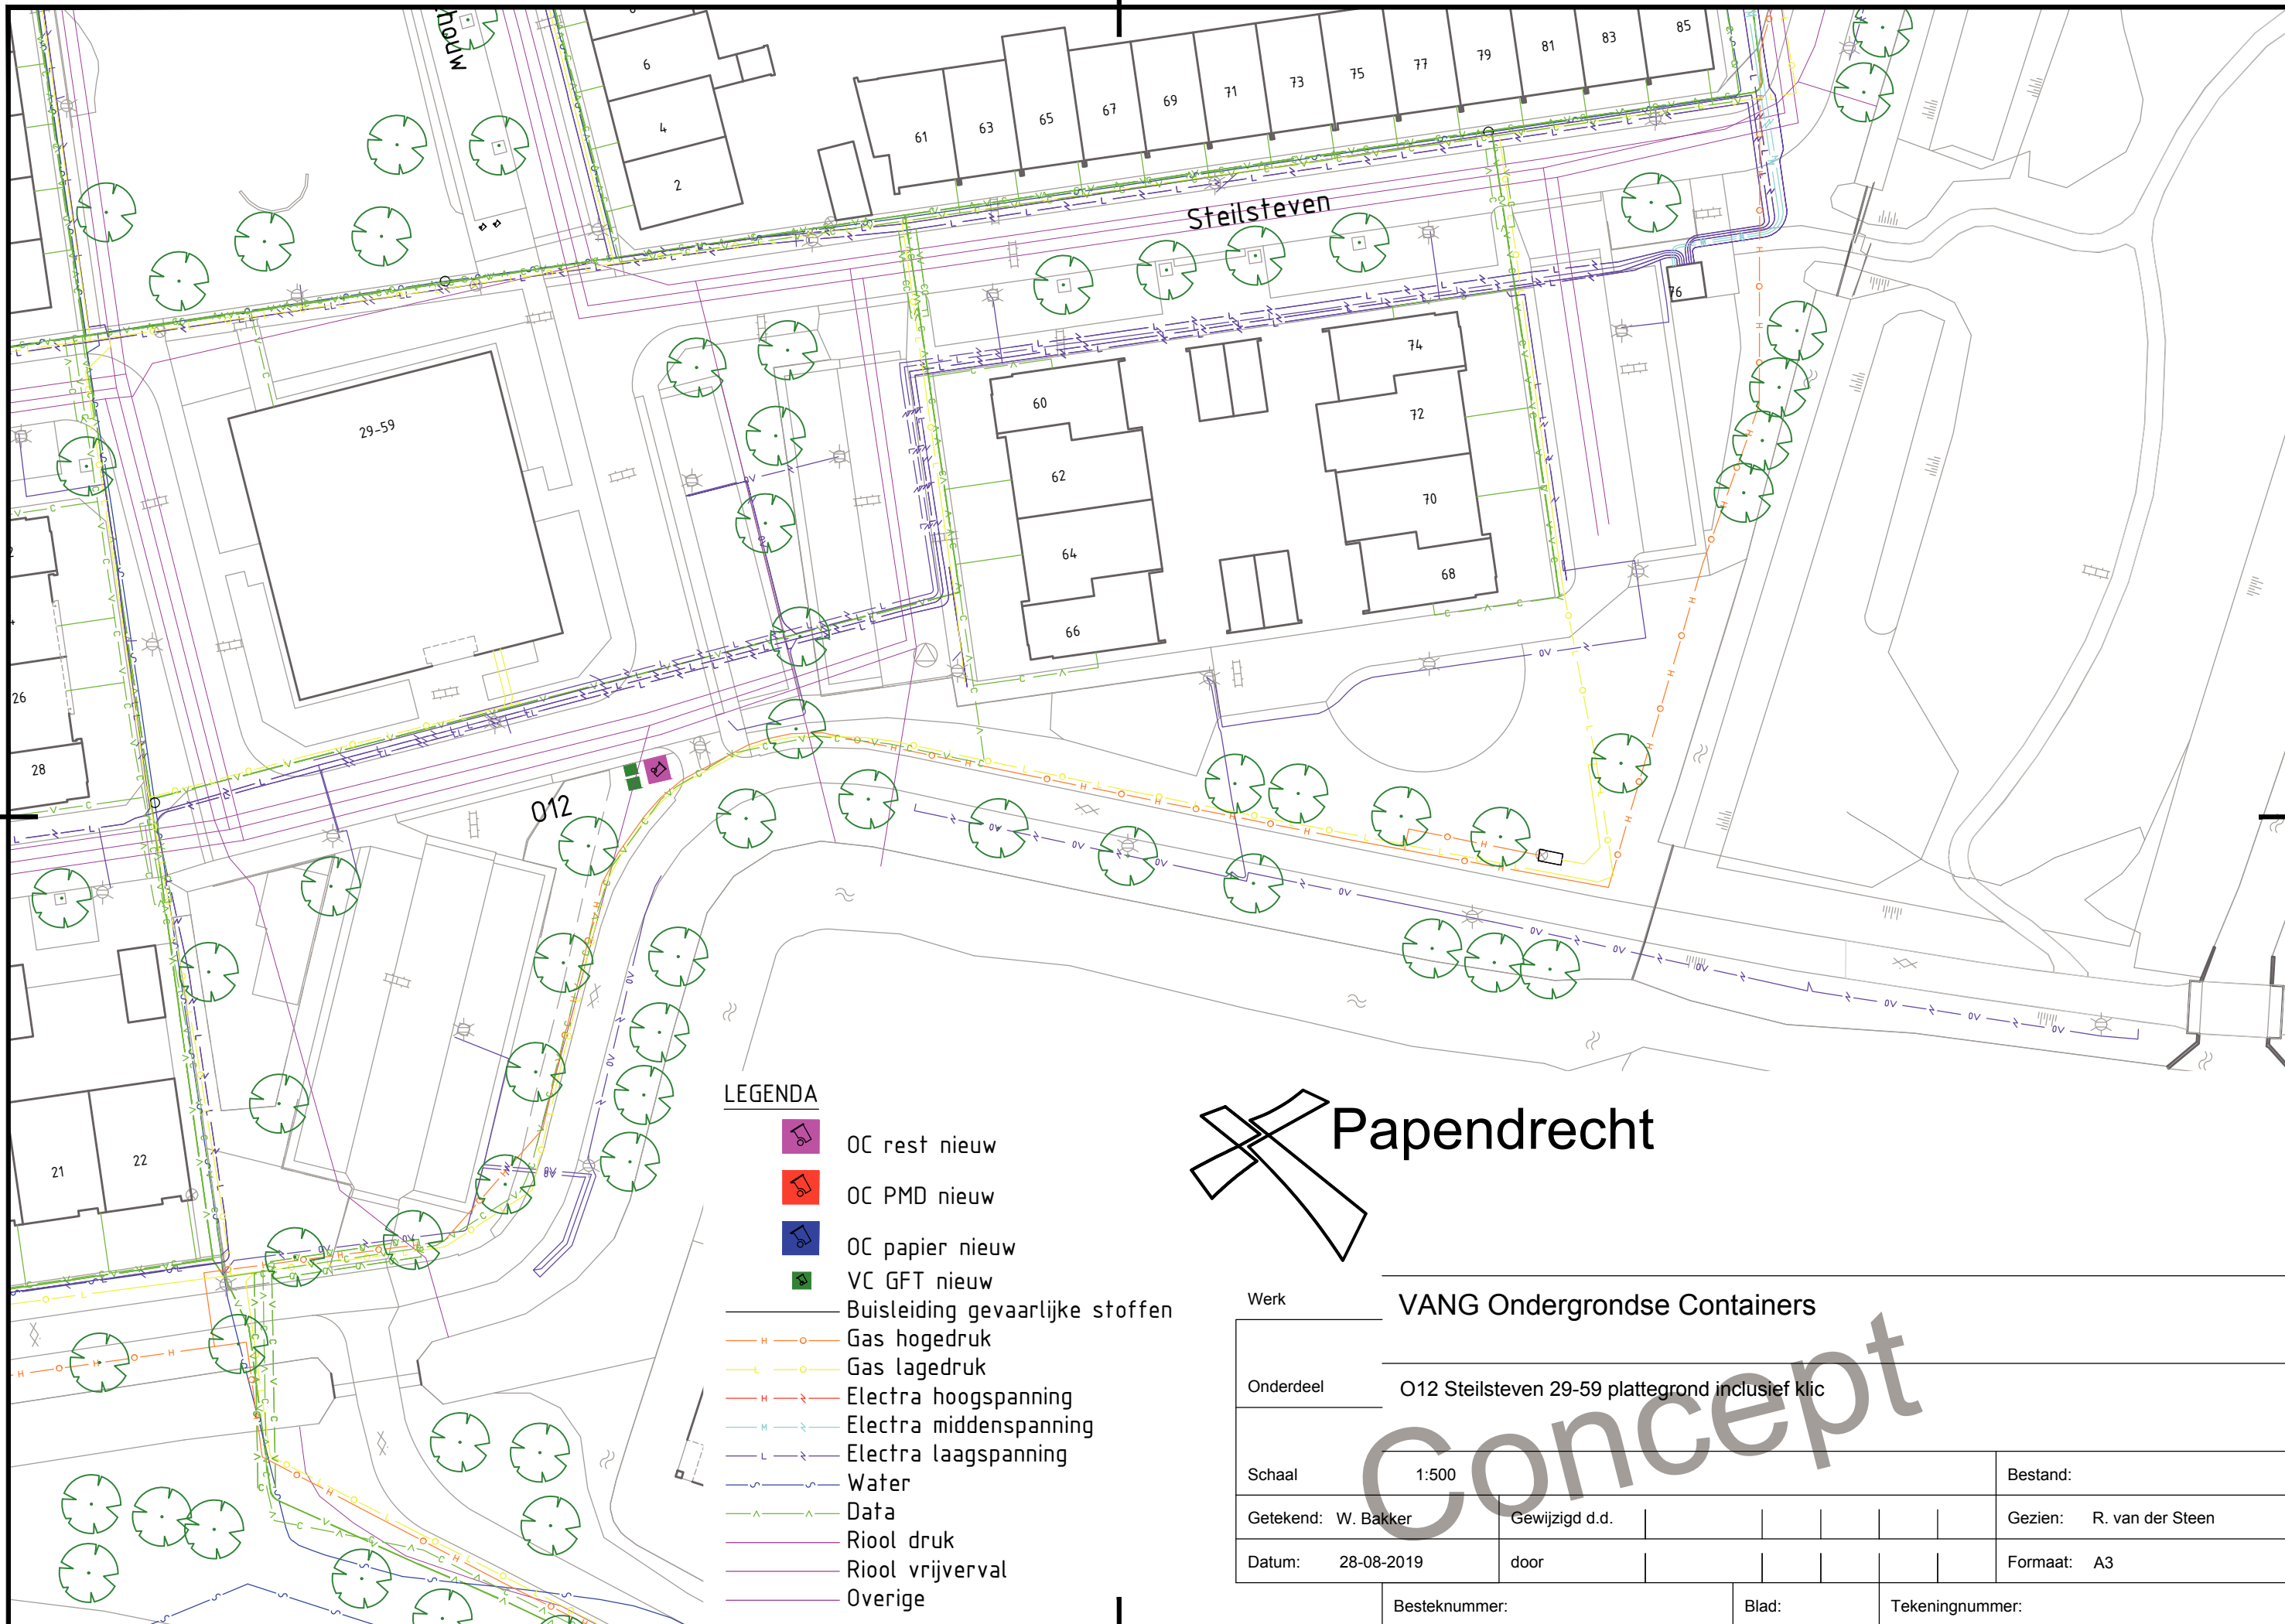 6
4
2
61
63
65
67
69
71
73
75
77
79
81
83
85
Steilsteven
76
29-59
60
62
64
66
74
72
70
68
26
28
O12
21
22
LEGENDA
OC rest nieuw
OC PMD nieuw
OC papier nieuw
VC GFT nieuw
Buisleiding gevaarlijke stoffen
Gas hogedruk
Gas lagedruk
Electra hoogspanning
Electra middenspanning
Electra laagspanning
Water
Data
Riool druk
Riool vrijverval
Overige
Papendrecht
Werk VANG Ondergrondse Containers
Onderdeel O12 Steilsteven 29-59 plattegrond inclusief klic
Concept
Schaal 1:500 Bestand:
Getekend: W. Bakker Gewijzigd d.d. Gezien: R. van der Steen
Datum: 28-08-2019 door Formaat: A3
Besteknummer: Blad: Tekeningnummer: